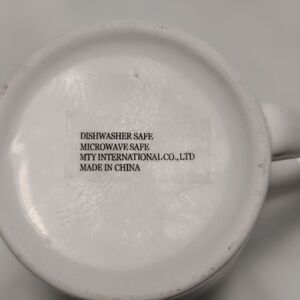 DISHWASHER SAFE
MICROWAVE SAFE
MTY INTERNATIONAL CO., LTD
MADE IN CHINA